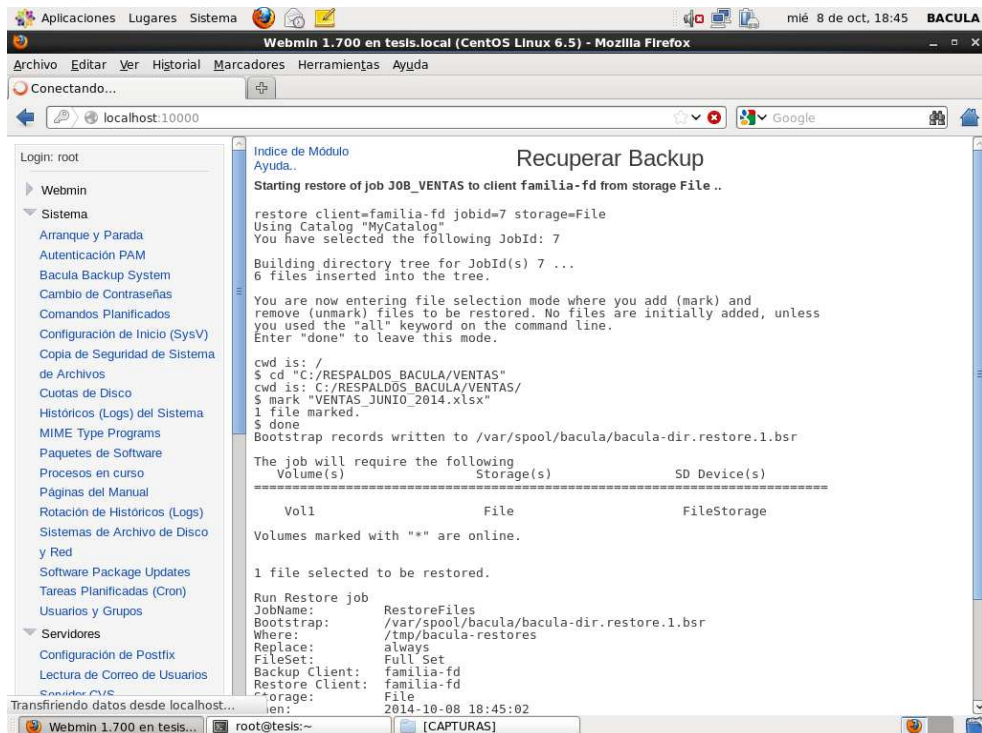 Aplicaciones Lugares Sistema mié 8 de oct, 18:45 BACULA
Webmin 1.700 en tesis.local (CentOS Linux 6.5) - Mozilla Firefox
Archivo Editar Ver Historial Marcadores Herramientas Ayuda
Conectando...
localhost:10000 Google
Login: root
Webmin
Sistema
Arranque y Parada
Autenticación PAM
Bacula Backup System
Cambio de Contraseñas
Comandos Planificados
Configuración de Inicio (SysV)
Copia de Seguridad de Sistema
de Archivos
Cuotas de Disco
Históricos (Logs) del Sistema
MIME Type Programs
Paquetes de Software
Procesos en curso
Páginas del Manual
Rotación de Históricos (Logs)
Sistemas de Archivo de Disco
y Red
Software Package Updates
Tareas Planificadas (Cron)
Usuarios y Grupos
Servidores
Configuración de Postfix
Lectura de Correo de Usuarios
Servidor CVS
Indice de Módulo
Ayuda..
Recuperar Backup
Starting restore of job JOB_VENTAS to client familia-fd from storage File ..
restore client=familia-fd jobid=7 storage=File
Using Catalog "MyCatalog"
You have selected the following JobId: 7
Building directory tree for JobId(s) 7 ...
6 files inserted into the tree.
You are now entering file selection mode where you add (mark) and
remove (unmark) files to be restored. No files are initially added, unless
you used the "all" keyword on the command line.
Enter "done" to leave this mode.
cwd is: /
$ cd "C:/RESPALDOS_BACULA/VENTAS"
cwd is: C:/RESPALDOS_BACULA/VENTAS/
$ mark "VENTAS_JUNIO_2014.xlsx"
1 file marked.
$ done
Bootstrap records written to /var/spool/bacula/bacula-dir.restore.1.bsr
The job will require the following
Volume(s) Storage(s) SD Device(s)
===========================================================================
Vol1 File FileStorage
Volumes marked with "*" are online.
1 file selected to be restored.
Run Restore job
JobName: RestoreFiles
Bootstrap: /var/spool/bacula/bacula-dir.restore.1.bsr
Where: /tmp/bacula-restores
Replace: always
FileSet: Full Set
Backup Client: familia-fd
Restore Client: familia-fd
Storage: File
2014-10-08 18:45:02
Transfiriendo datos desde localhost...
Webmin 1.700 en tesis... root@tesis:~ [CAPTURAS]